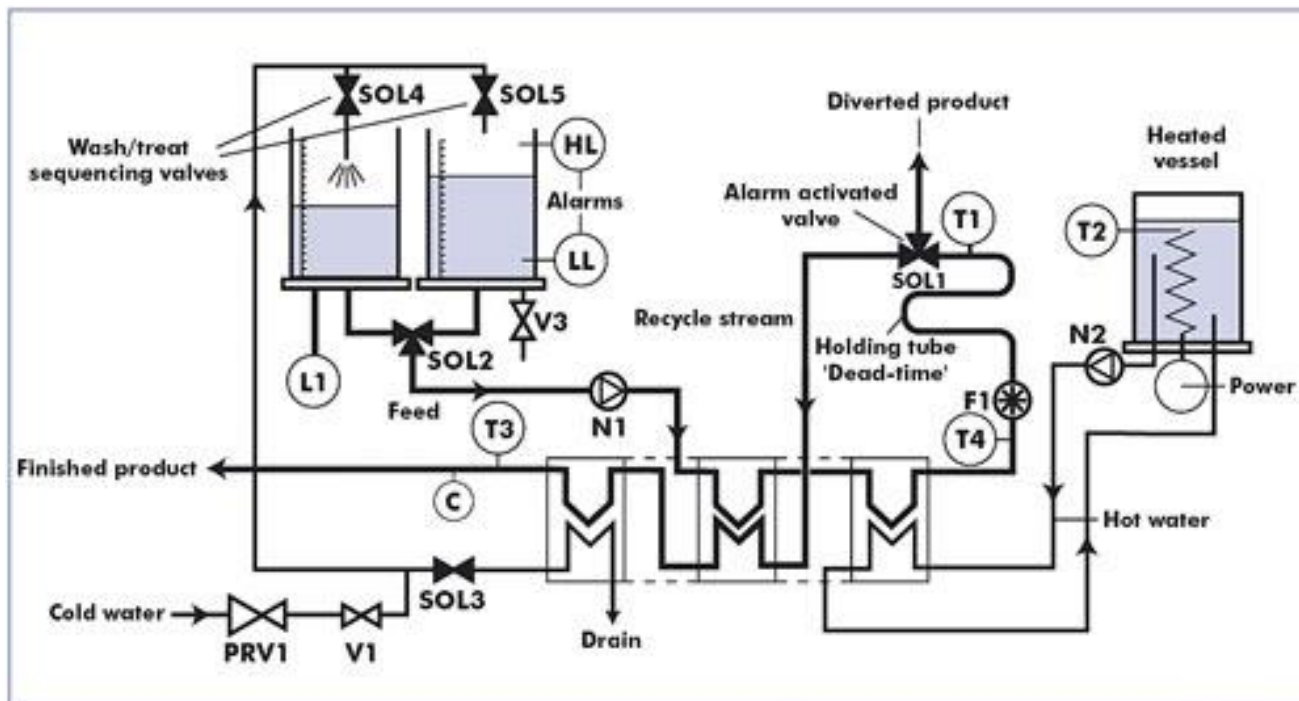 SOL4
SOL5
Diverted product
Heated
vessel
Wash/treat
sequencing valves
HL
Alarms
LL
Alarm activated
valve
T1
T2
SOL1
V3
SOL2
L1
Recycle stream
Holding tube
'Dead-time'
N2
Power
Feed
N1
F1
T3
T4
Finished product
C
Hot water
SOL3
Cold water
Drain
PRV1
V1